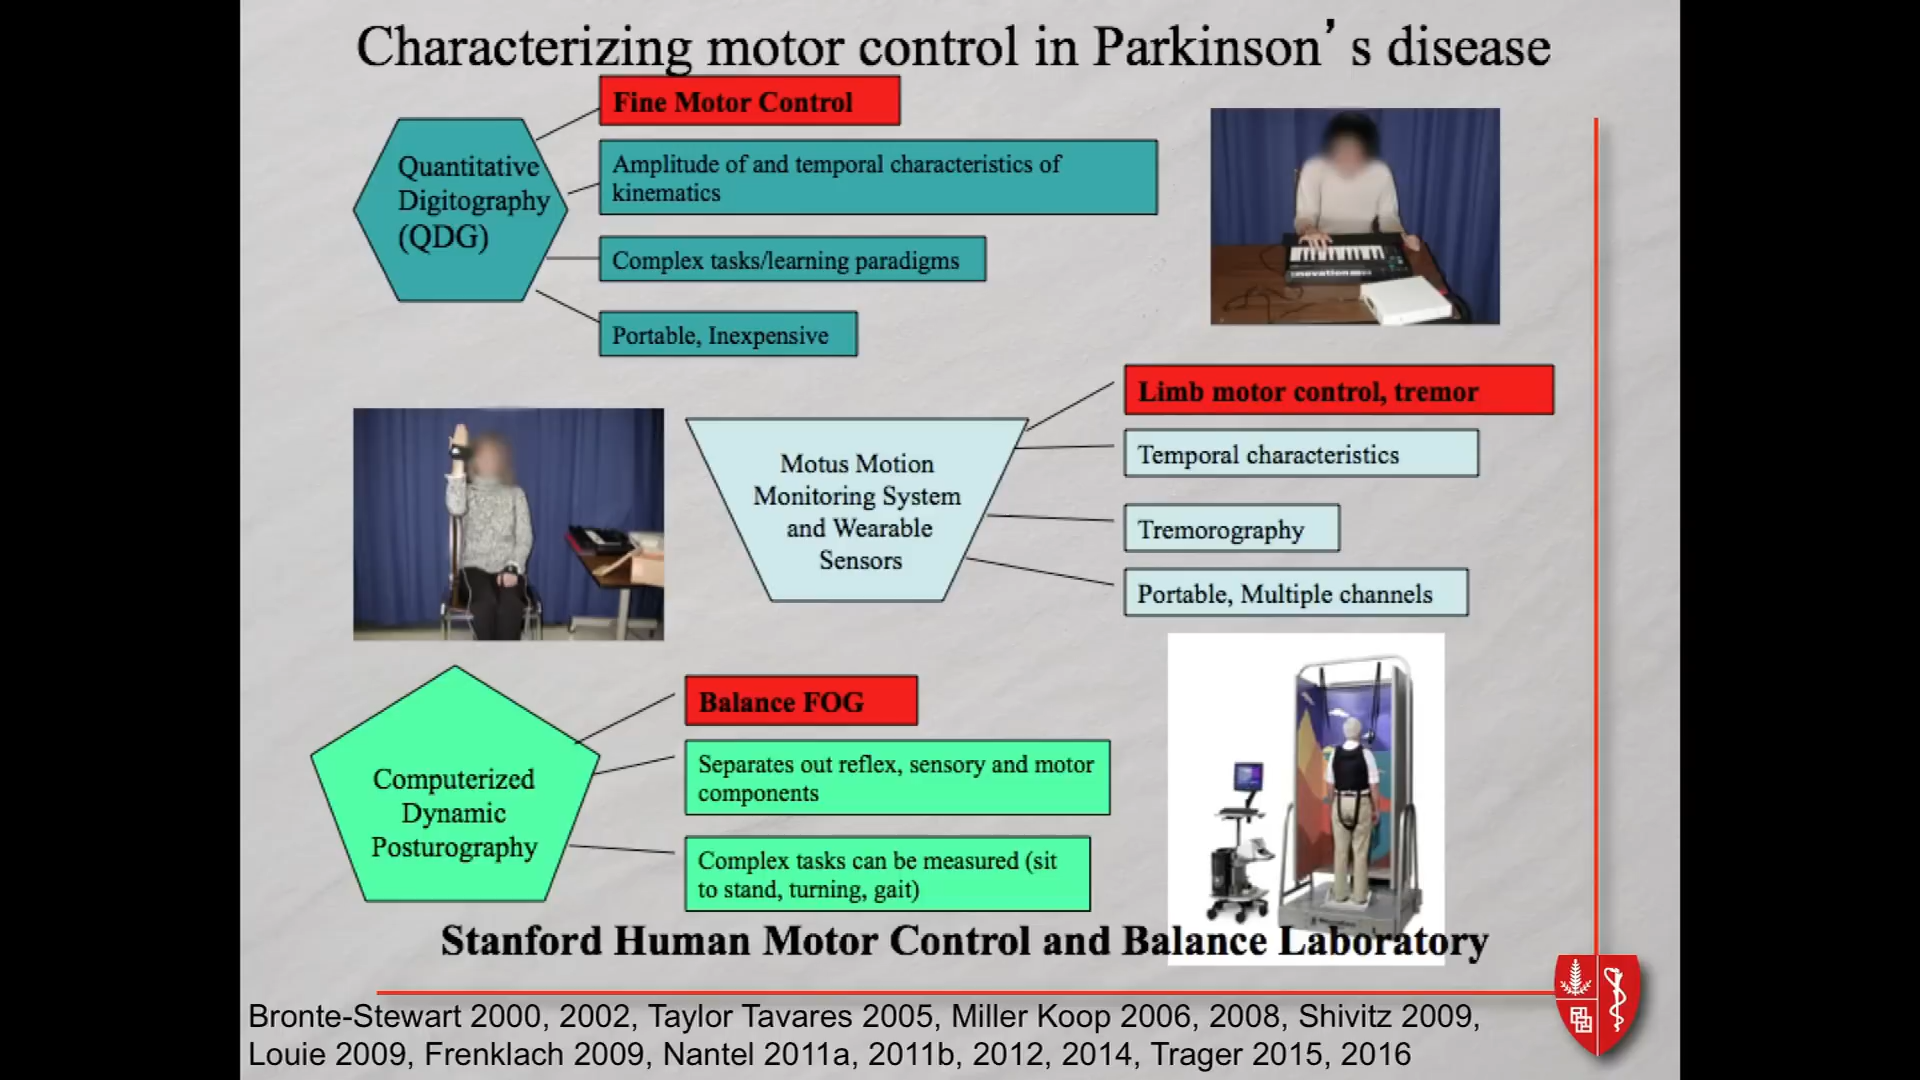 Characterizing motor control in Parkinson’s disease
Fine Motor Control
Quantitative
Digitography
(QDG)
Amplitude of and temporal characteristics of
kinematics
Complex tasks/learning paradigms
Portable, Inexpensive
novation
Limb motor control, tremor
Motus Motion
Monitoring System
and Wearable
Sensors
Temporal characteristics
Tremorography
Portable, Multiple channels
Balance FOG
Computerized
Dynamic
Posturography
Separates out reflex, sensory and motor
components
Complex tasks can be measured (sit
to stand, turning, gait)
Stanford Human Motor Control and Balance Laboratory
Bronte-Stewart 2000, 2002, Taylor Tavares 2005, Miller Koop 2006, 2008, Shivitz 2009,
Louie 2009, Frenklach 2009, Nantel 2011a, 2011b, 2012, 2014, Trager 2015, 2016